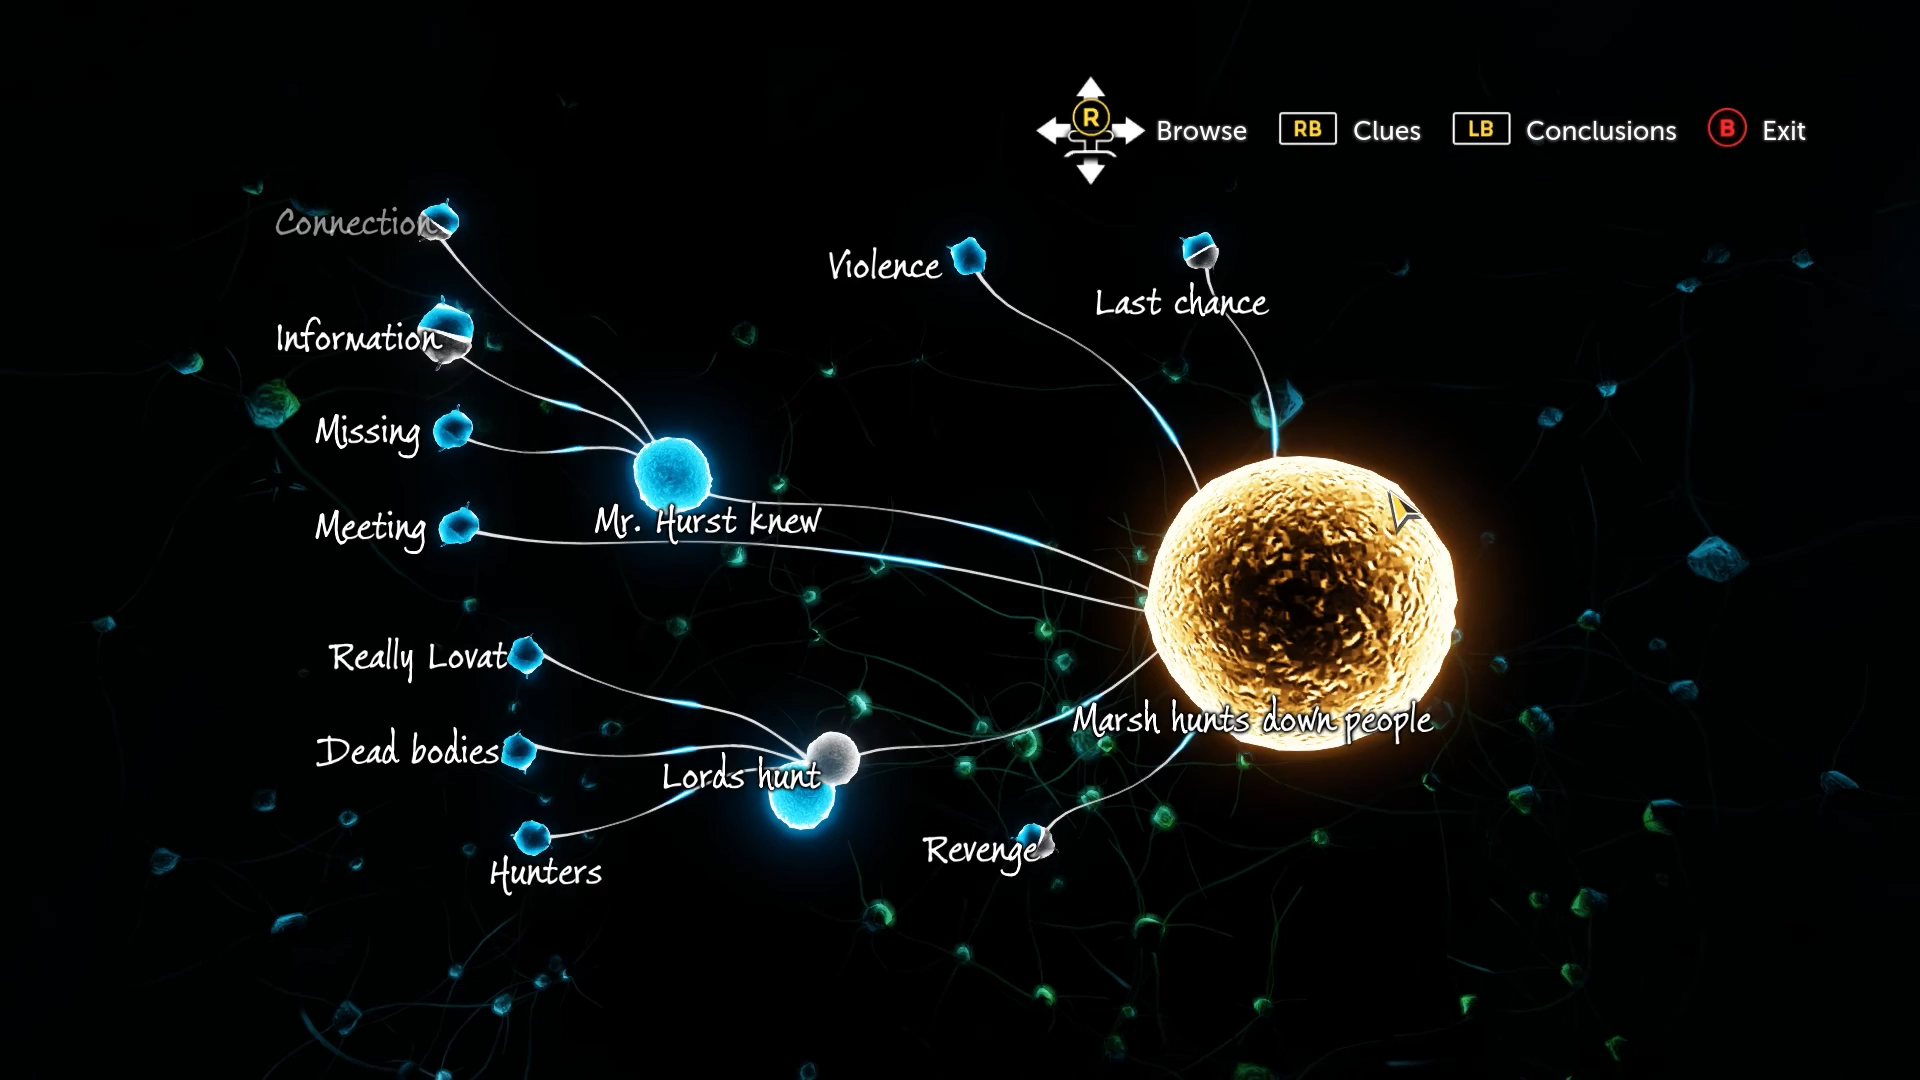 R Browse RB Clues LB Conclusions B Exit
Connection
Violence
Last chance
Information
Missing
Meeting
Mr. Hurst knew
Really Lovat
Marsh hunts down people
Dead bodies
Lords hunt
Revenge
Hunters